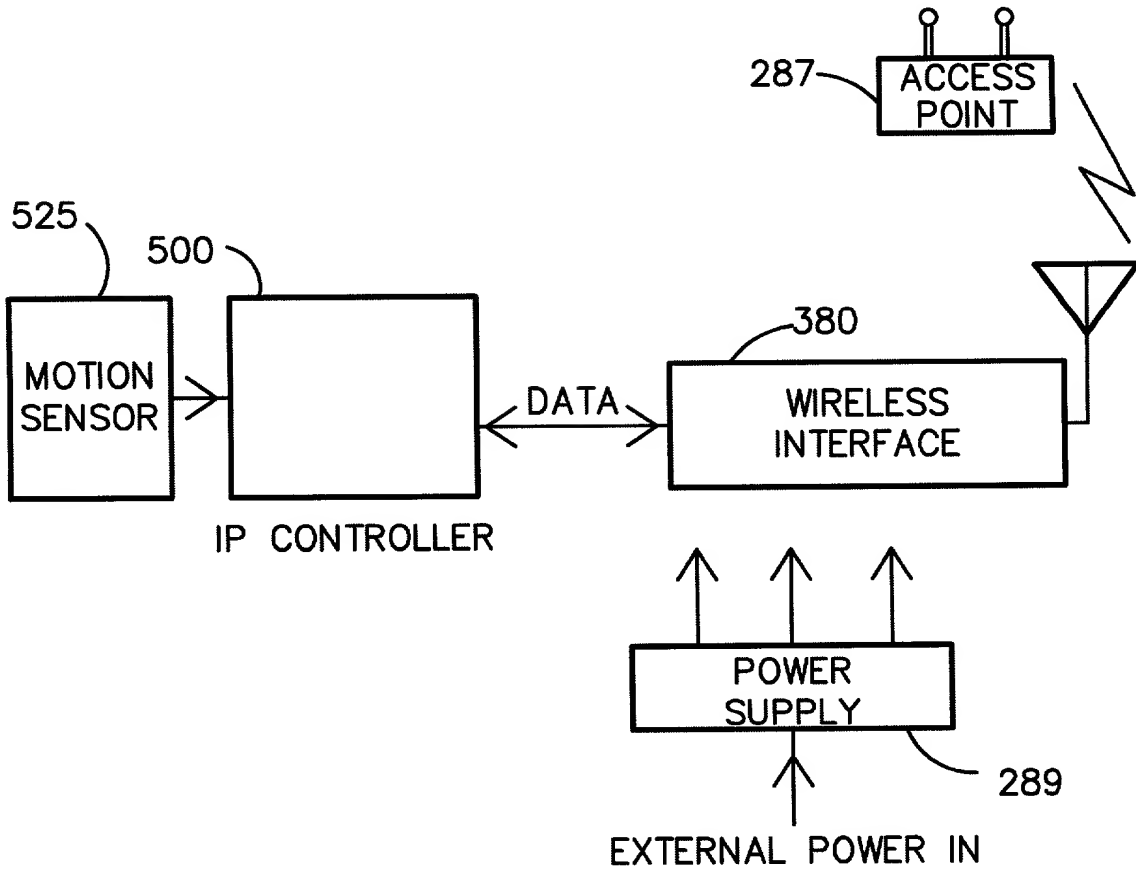 287
ACCESS
POINT
525
500
380
MOTION
SENSOR
DATA
WIRELESS
INTERFACE
IP CONTROLLER
POWER
SUPPLY
289
EXTERNAL POWER IN